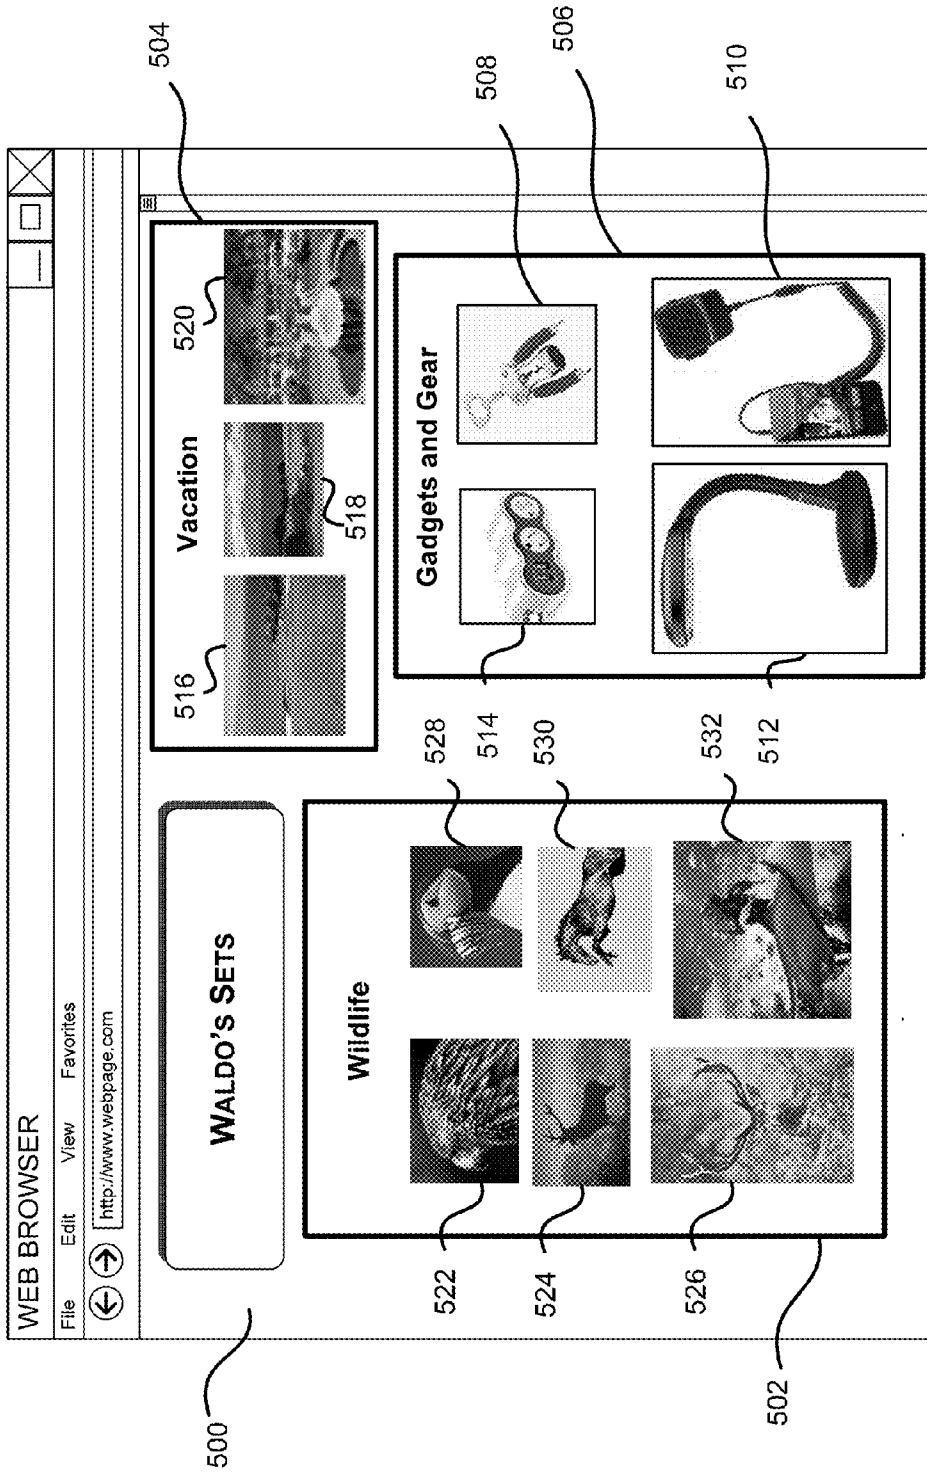 WEB BROWSER
File Edit View Favorites
http://www.webpage.com
500
WALDO'S SETS
504
Vacation
516
518
520
502
Wildlife
522
528
524
530
526
532
506
Gadgets and Gear
514
508
512
510